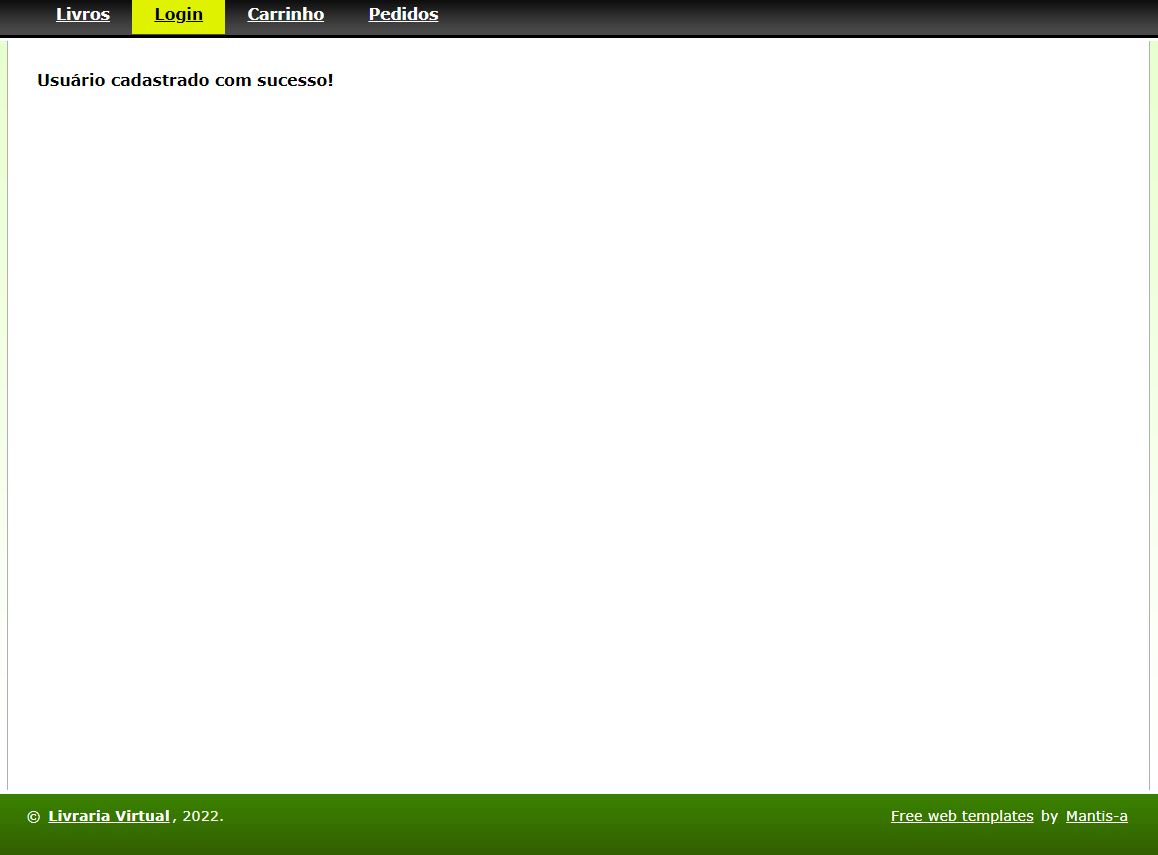 Livros Login Carrinho Pedidos
Usuário cadastrado com sucesso!
© Livraria Virtual, 2022. Free web templates by Mantis-a